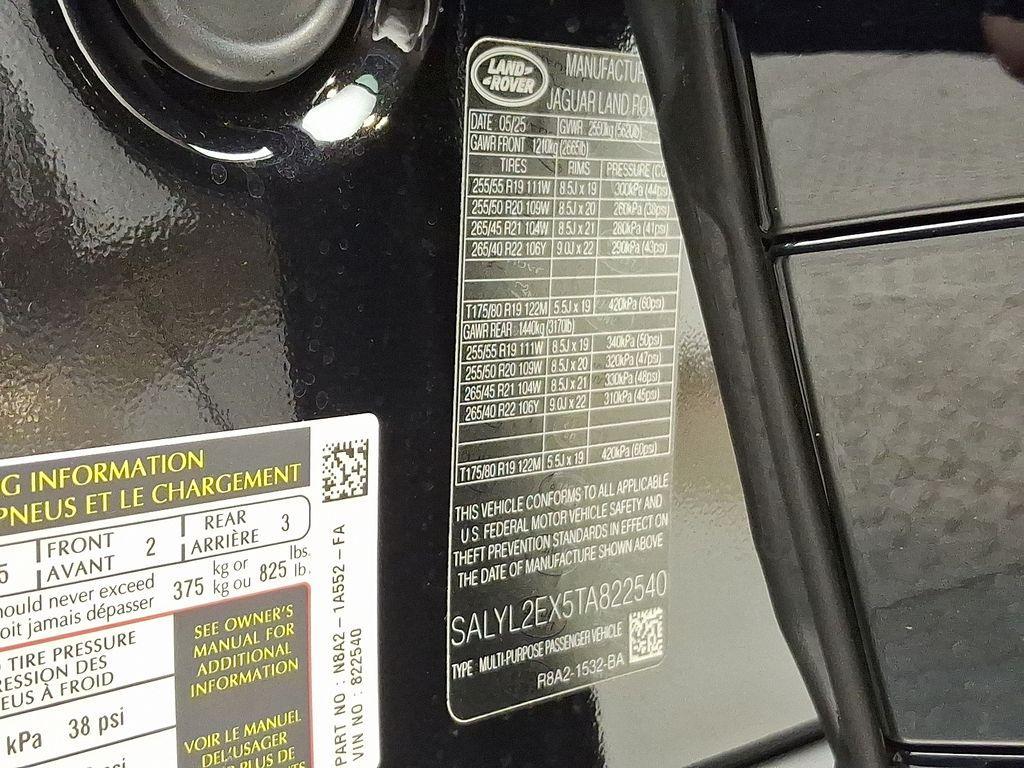 LAND ROVER
MANUFACTUR
JAGUAR LAND RO
DATE : 05/25 GVWR : 2550kg (5620lb)
GAWR FRONT : 1210kg (2665lb)
TIRES RIMS PRESSURE (CO
255/55 R19 111W 8.5J x 19 300kPa (44psi)
255/50 R20 109W 8.5J x 20 260kPa (38psi)
265/45 R21 104W 8.5J x 21 280kPa (41psi)
265/40 R22 106Y 9.0J x 22 290kPa (43psi)
T175/80 R19 122M 5.5J x 19 420kPa (60psi)
GAWR REAR : 1440kg (3170lb)
255/55 R19 111W 8.5J x 19 340kPa (50psi)
255/50 R20 109W 8.5J x 20 320kPa (47psi)
265/45 R21 104W 8.5J x 21 330kPa (48psi)
265/40 R22 106Y 9.0J x 22 310kPa (45psi)
T175/80 R19 122M 5.5J x 19 420kPa (60psi)
THIS VEHICLE CONFORMS TO ALL APPLICABLE
U.S. FEDERAL MOTOR VEHICLE SAFETY AND
THEFT PREVENTION STANDARDS IN EFFECT ON
THE DATE OF MANUFACTURE SHOWN ABOVE
SALYL2EX5TA822540
TYPE : MULTI-PURPOSE PASSENGER VEHICLE
R8A2-1532-BA
G INFORMATION
PNEUS ET LE CHARGEMENT
5 FRONT AVANT 2 REAR ARRIÈRE 3
hould never exceed 375 kg or 825 lbs.
oit jamais dépasser kg ou lb.
TIRE PRESSURE
RESSION DES
EUS À FROID
kPa 38 psi
SEE OWNER'S
MANUAL FOR
ADDITIONAL
INFORMATION
VOIR LE MANUEL
DE L'USAGER
PLUS DE
PART NO : N8A2-1A552-FA
VIN NO : 822540